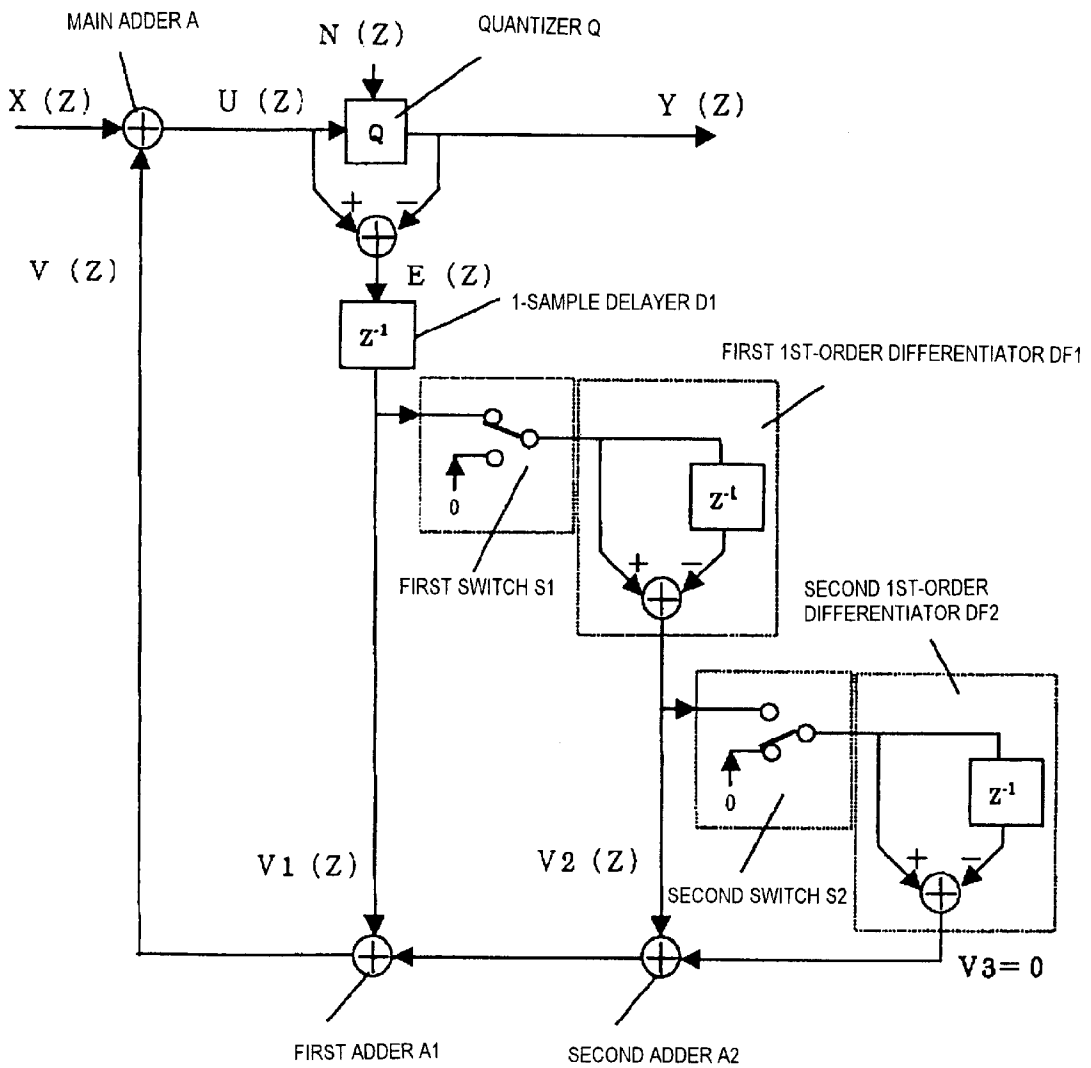 MAIN ADDER A
QUANTIZER Q
N (Z)
X (Z)
U (Z)
Q
Y (Z)
+
−
V (Z)
E (Z)
1-SAMPLE DELAYER D1
Z-1
FIRST 1ST-ORDER DIFFERENTIATOR DF1
0
Z-1
+
−
FIRST SWITCH S1
SECOND 1ST-ORDER
DIFFERENTIATOR DF2
0
Z-1
V1 (Z)
V2 (Z)
+
−
SECOND SWITCH S2
V3=0
FIRST ADDER A1
SECOND ADDER A2